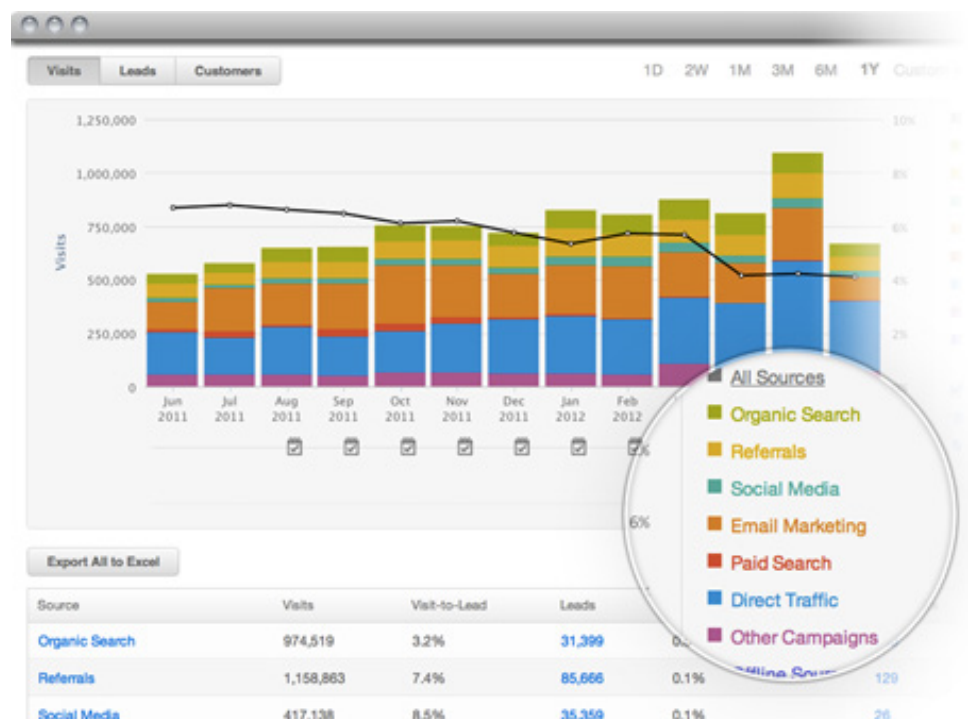 Visits Leads Customers 1D 2W 1M 3M 6M 1Y Custom
1,250,000 10%
1,000,000 8%
750,000 6%
500,000 4%
250,000 2%
0
Visits
Jun 2011
Jul 2011
Aug 2011
Sep 2011
Oct 2011
Nov 2011
Dec 2011
Jan 2012
Feb 2012
All Sources
Organic Search
Referrals
Social Media
6%
Email Marketing
Paid Search
Direct Traffic
Other Campaigns
Export All to Excel
Source Visits Visit-to-Lead Leads
Organic Search 974,519 3.2% 31,399
Referrals 1,158,863 7.4% 85,666 0.1% 129
Social Media 417,138 8.5% 35,359 0.1% 26